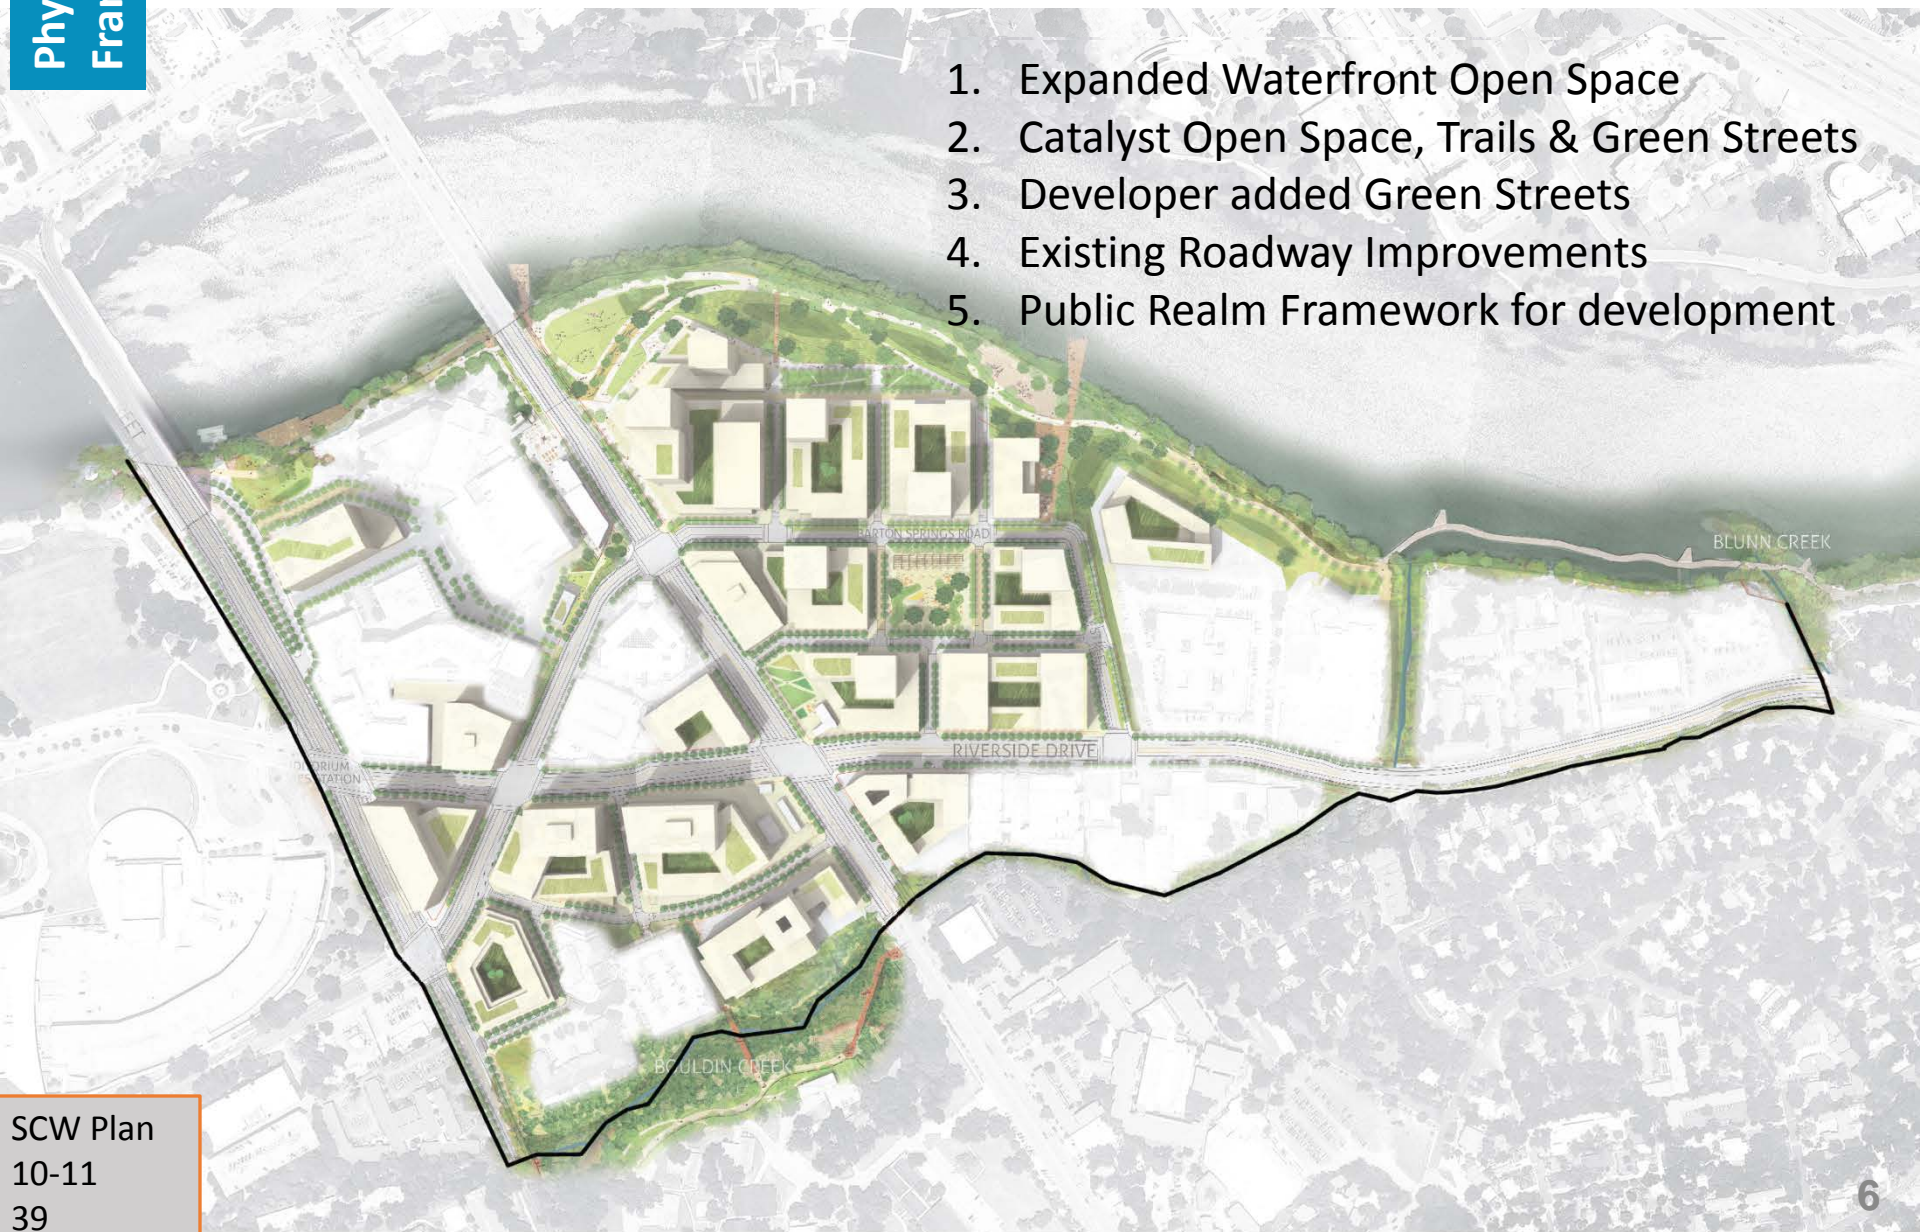 Phy
Fran
1. Expanded Waterfront Open Space
2. Catalyst Open Space, Trails & Green Streets
3. Developer added Green Streets
4. Existing Roadway Improvements
5. Public Realm Framework for development
BARTON SPRINGS ROAD
BLUNN CREEK
RIVERSIDE DRIVE
BOULDIN CREEK
SCW Plan
10-11
39
6